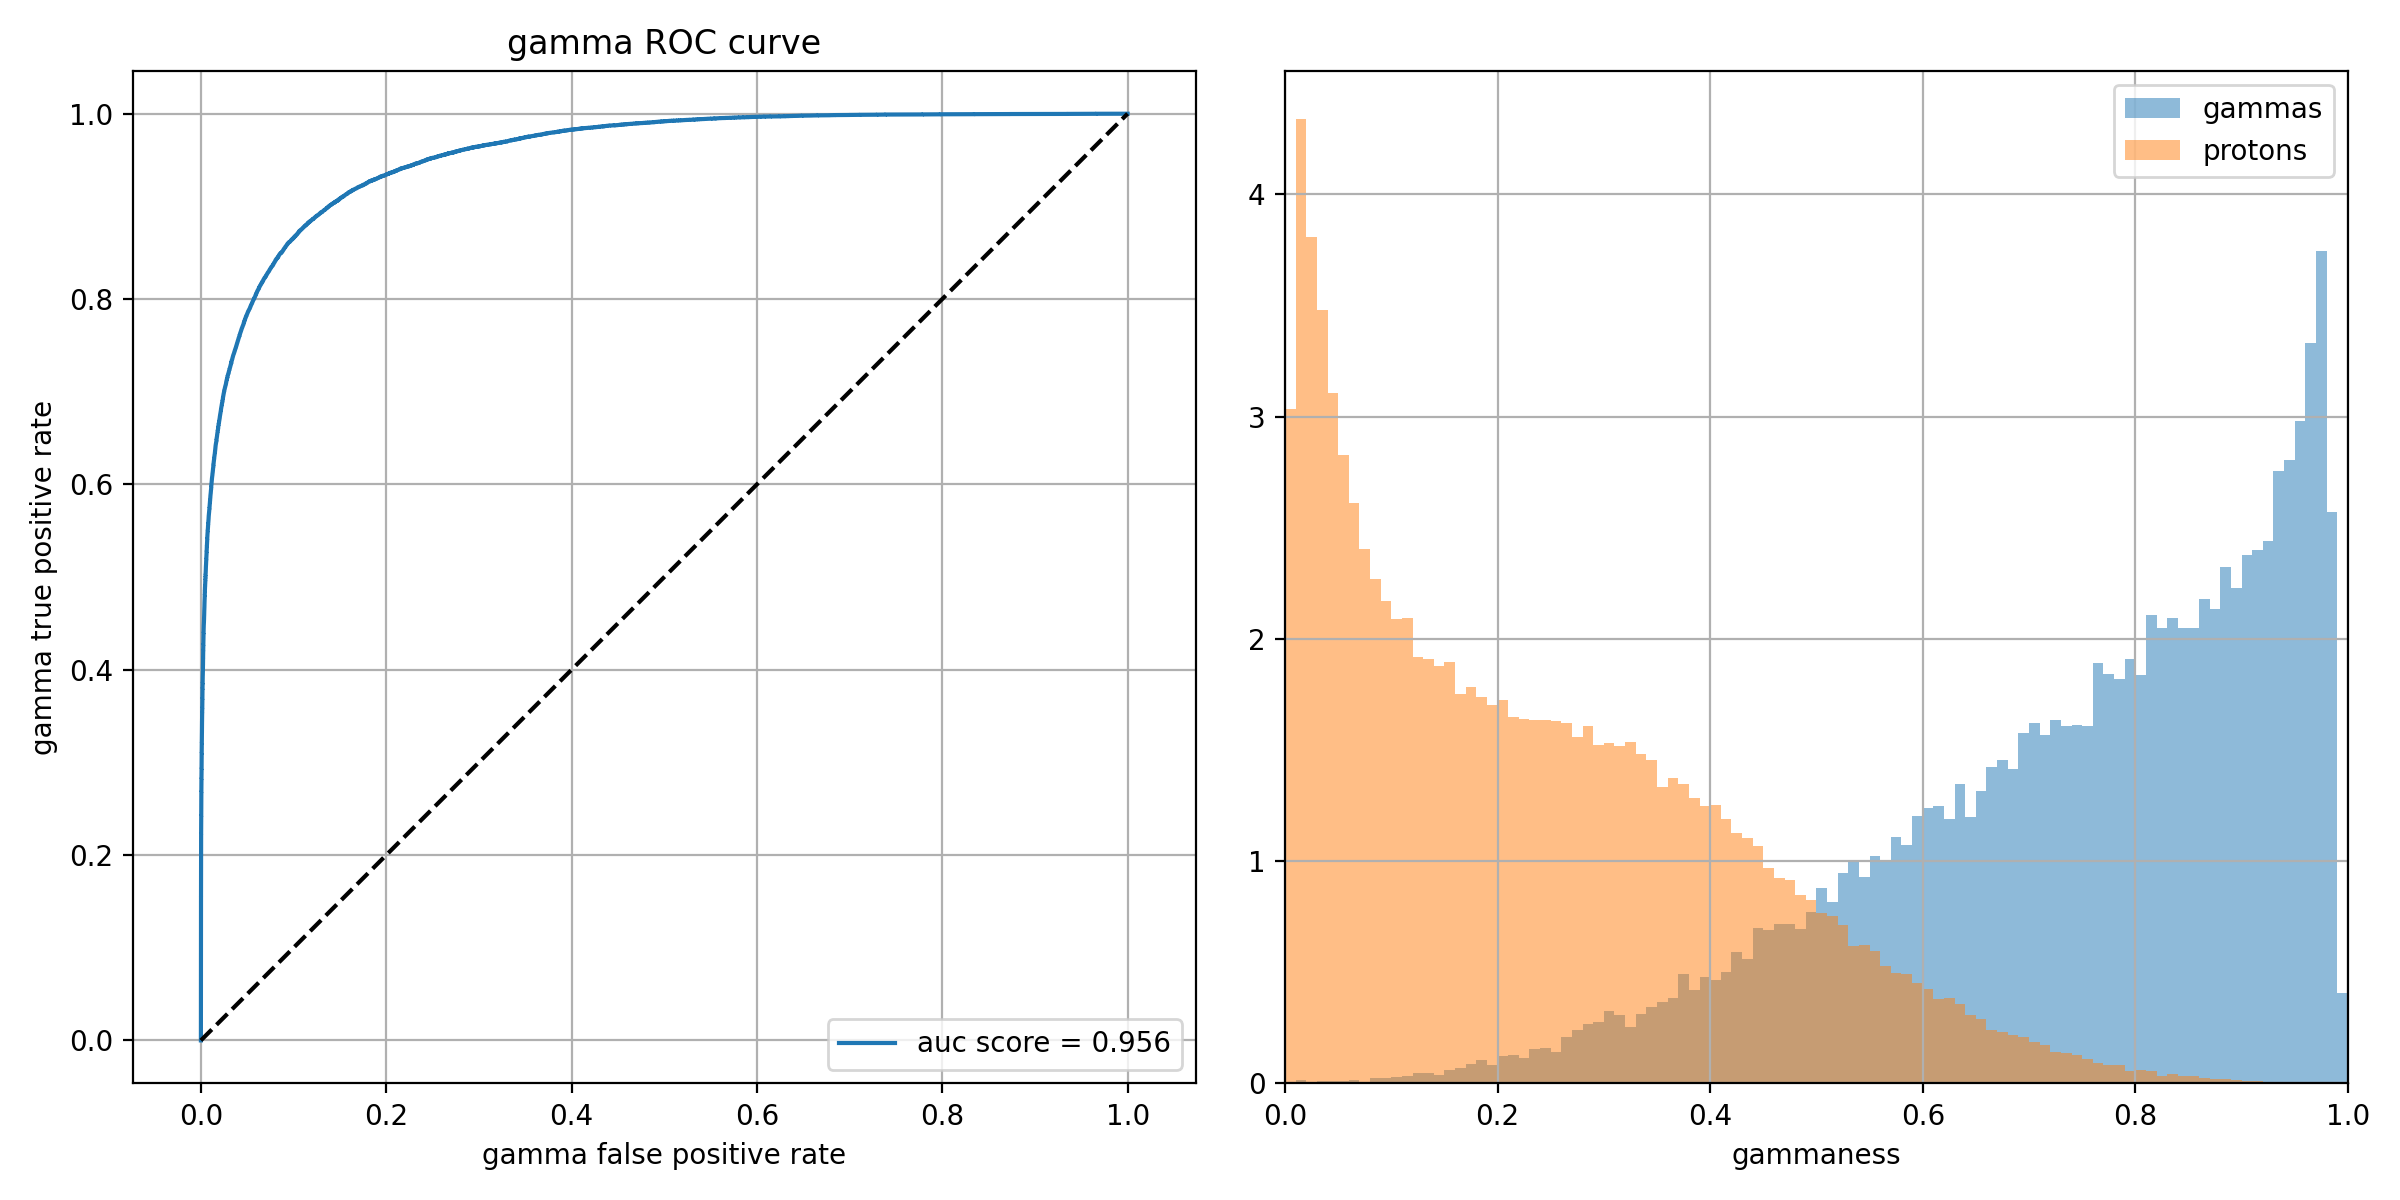 gamma ROC curve
1.0
0.8
0.6
0.4
0.2
0.0
gamma true positive rate
0.0 0.2 0.4 0.6 0.8 1.0
gamma false positive rate
auc score = 0.956
4
3
2
1
0
0.0 0.2 0.4 0.6 0.8 1.0
gammaness
gammas
protons